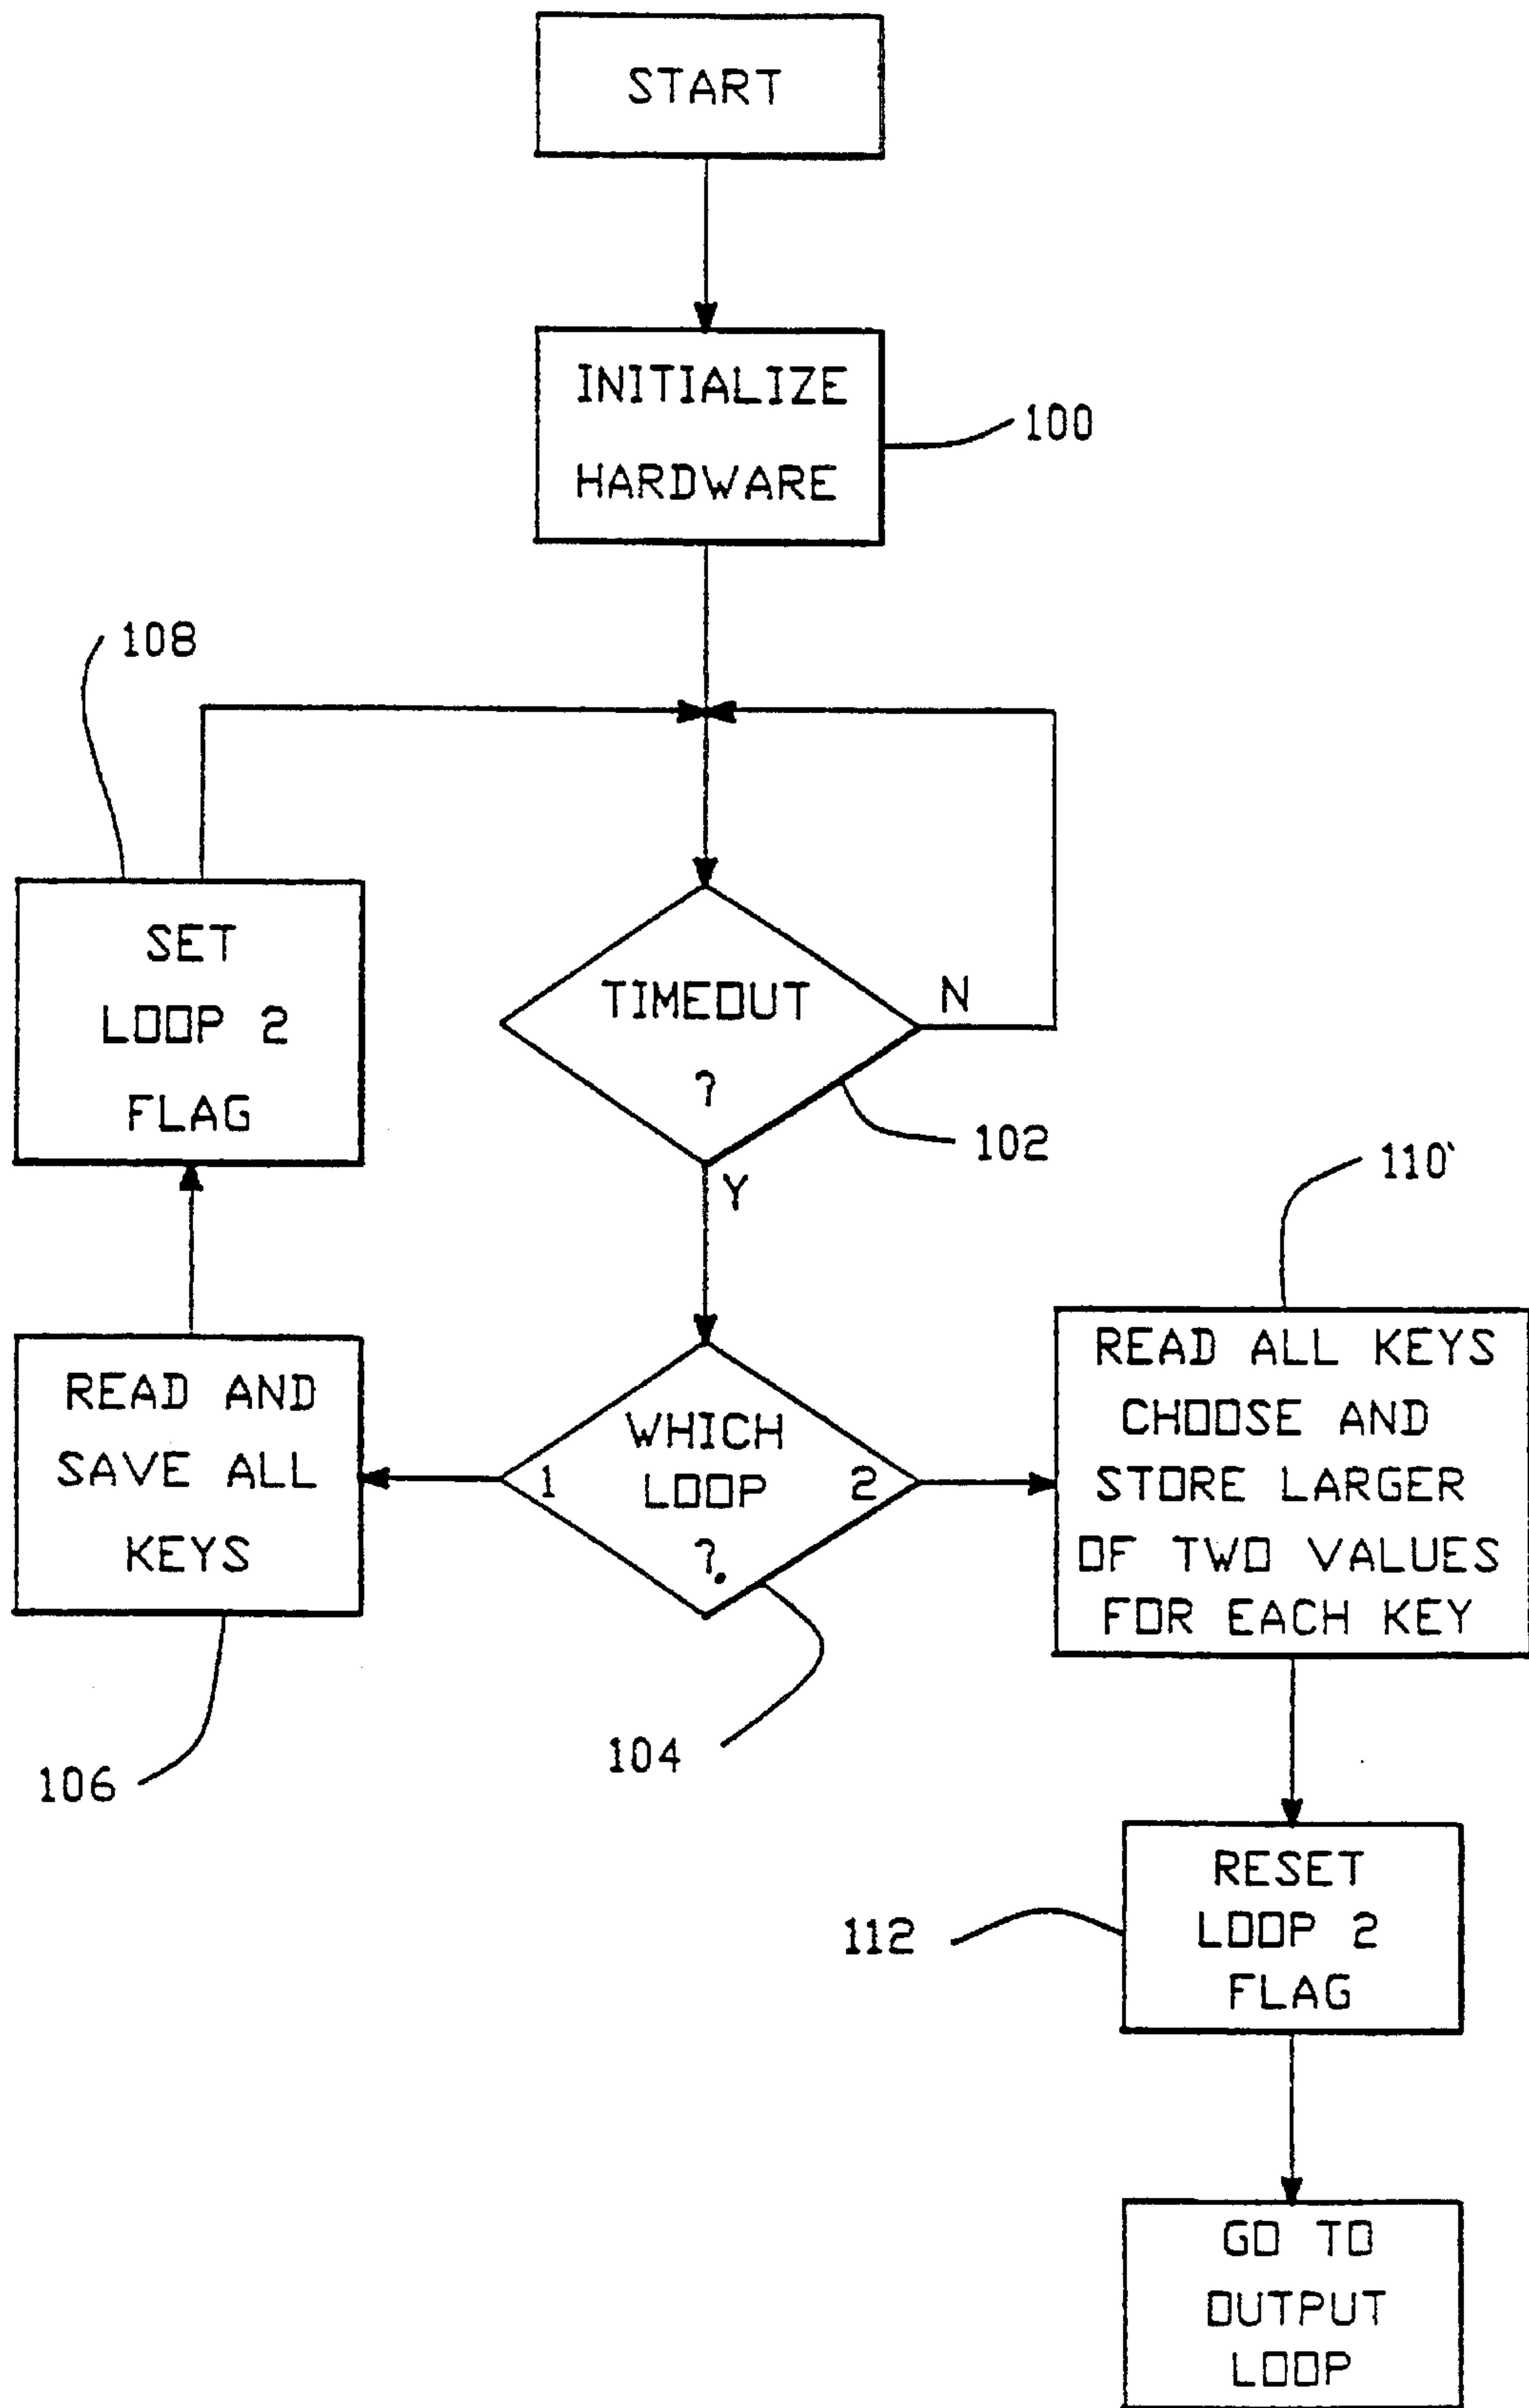 START
INITIALIZE
HARDWARE
100
108
SET
LOOP 2
FLAG
TIMEOUT
?
N
102
Y
110'
READ AND
SAVE ALL
KEYS
WHICH
LOOP
?
1
2
READ ALL KEYS
CHOOSE AND
STORE LARGER
OF TWO VALUES
FOR EACH KEY
104
106
RESET
LOOP 2
FLAG
112
GO TO
OUTPUT
LOOP